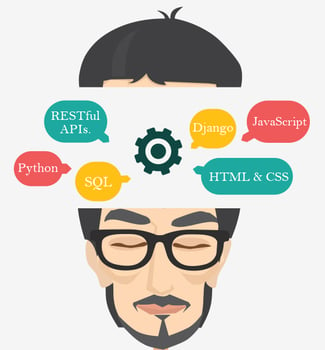 RESTful
APIs.
Django
JavaScript
Python
SQL
HTML & CSS